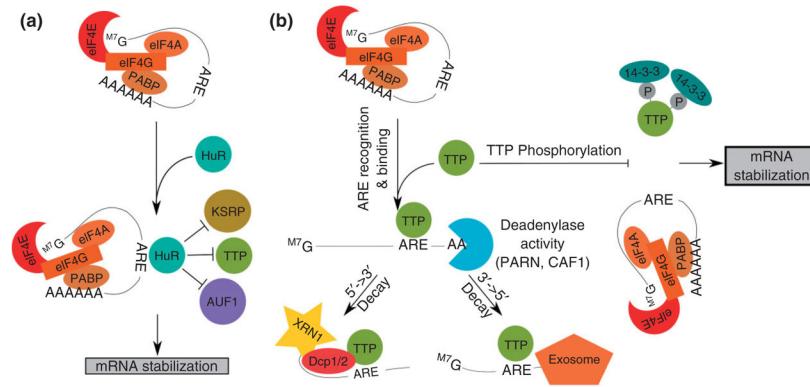 (a)
eIF4E
M7G
eIF4A
eIF4G
PABP
AAAAAA
ARE
HuR
eIF4E
M7G
eIF4A
eIF4G
PABP
AAAAAA
ARE
HuR
KSRP
TTP
AUF1
mRNA stabilization
(b)
eIF4E
M7G
eIF4A
eIF4G
PABP
AAAAAA
ARE
ARE recognition
& binding
TTP
TTP Phosphorylation
14-3-3
14-3-3
P
P
TTP
mRNA
stabilization
ARE
eIF4A
eIF4G
PABP
AAAAAA
M7G
eIF4E
TTP
M7G
ARE
AA
Deadenylase
activity
(PARN, CAF1)
5′->3′
Decay
3′->5′
Decay
XRN1
Dcp1/2
TTP
ARE
M7G
TTP
ARE
Exosome